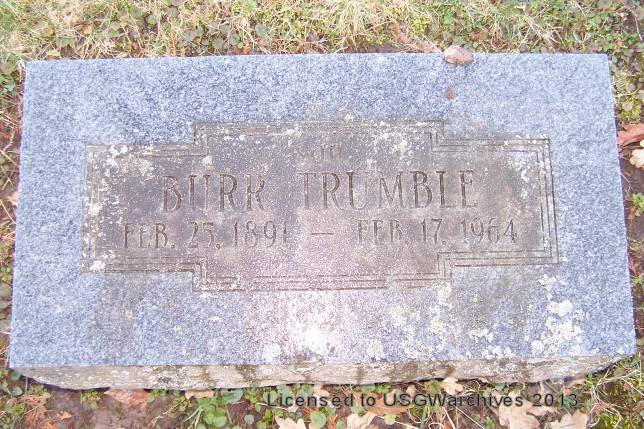 BURR TRUMBLE
FEB. 25, 1891 — FEB. 17, 1964
Licensed to USGWarchives 2013